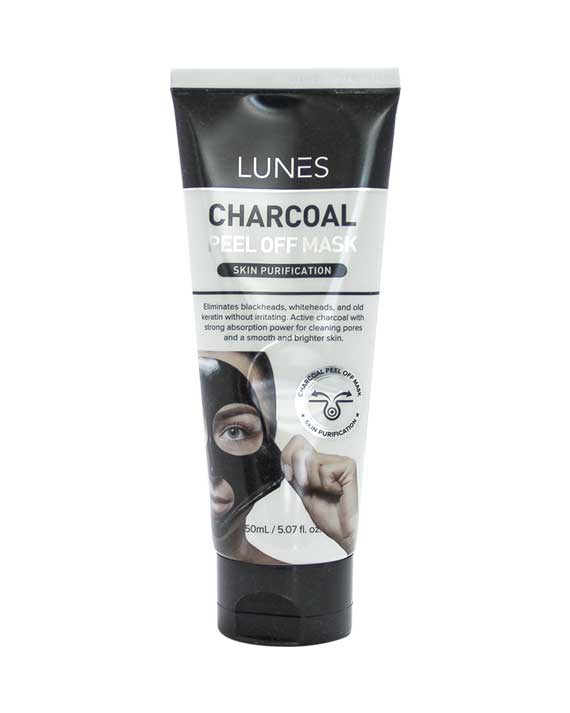 LUNES
CHARCOAL
PEEL OFF MASK
SKIN PURIFICATION
Eliminates blackheads, whiteheads, and old
keratin without irritating. Active charcoal with
strong absorption power for cleaning pores
and a smooth and brighter skin.
CHARCOAL PEEL OFF MASK
★ SKIN PURIFICATION ★
50mL / 5.07 fl. oz.